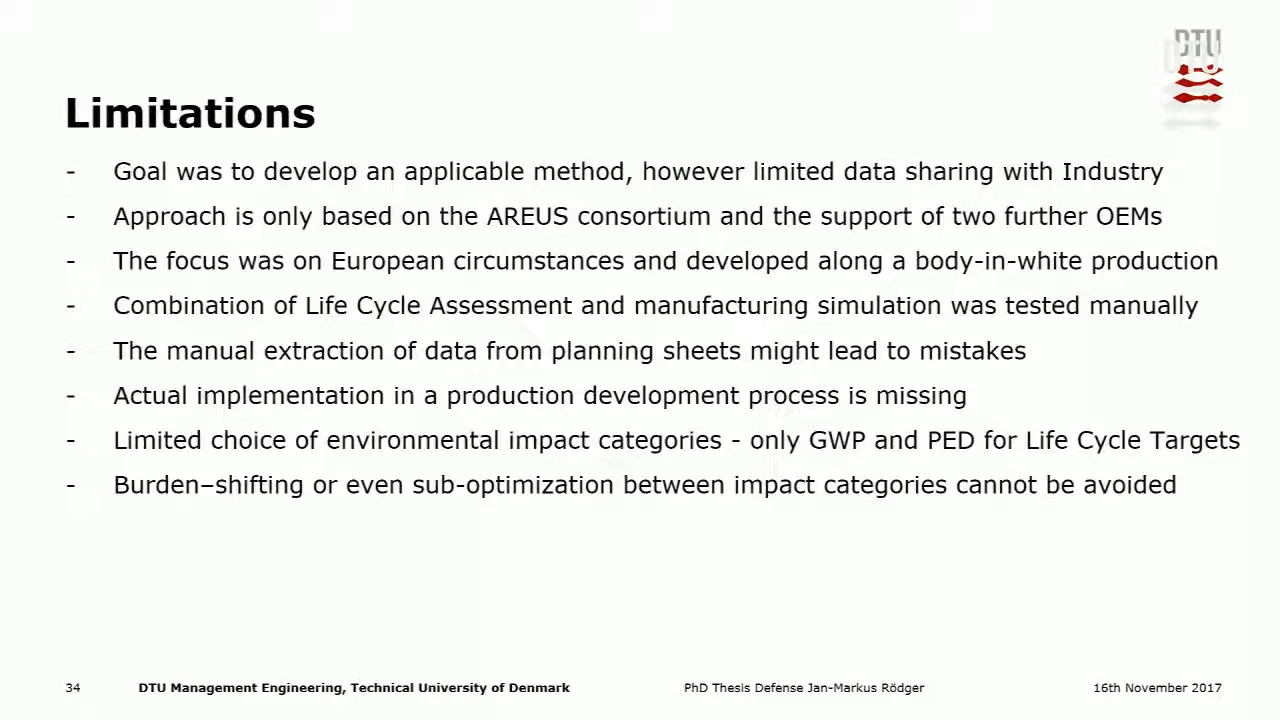 DTU
Limitations
- Goal was to develop an applicable method, however limited data sharing with Industry
- Approach is only based on the AREUS consortium and the support of two further OEMs
- The focus was on European circumstances and developed along a body-in-white production
- Combination of Life Cycle Assessment and manufacturing simulation was tested manually
- The manual extraction of data from planning sheets might lead to mistakes
- Actual implementation in a production development process is missing
- Limited choice of environmental impact categories - only GWP and PED for Life Cycle Targets
- Burden–shifting or even sub-optimization between impact categories cannot be avoided
34 DTU Management Engineering, Technical University of Denmark PhD Thesis Defense Jan-Markus Rödger 16th November 2017